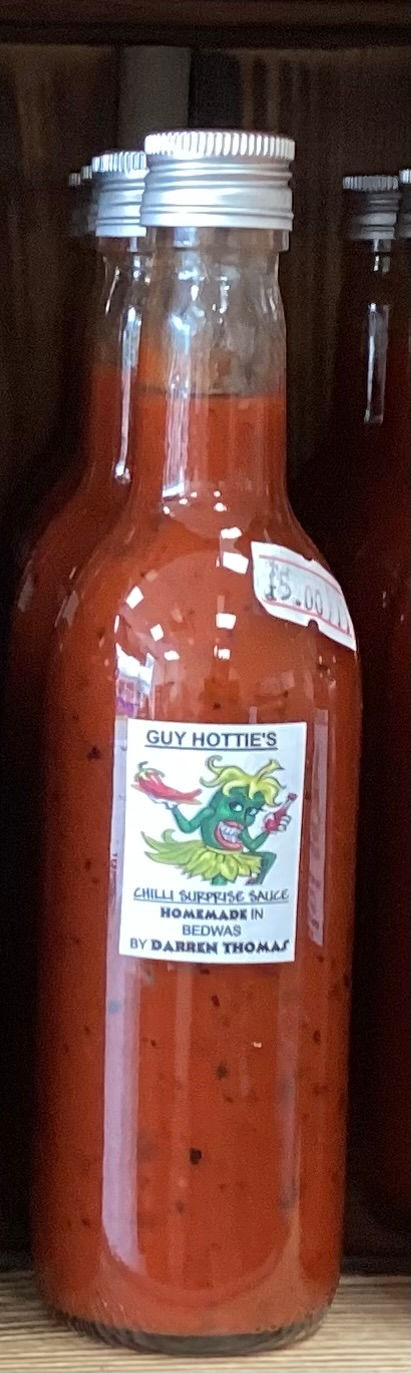 £5.00
GUY HOTTIE'S
CHILLI SURPRISE SAUCE
HOMEMADE IN
BEDWAS
BY DARREN THOMAS